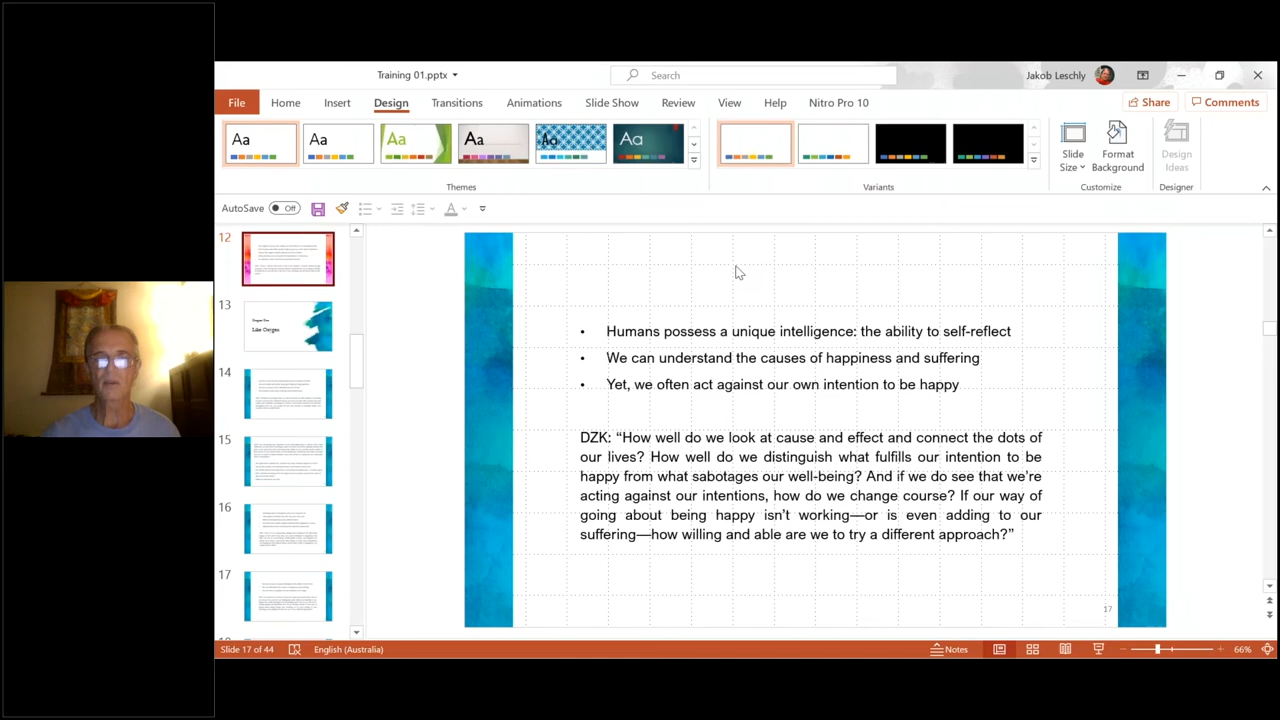 Training 01.pptx
Search
Jakob Leschly
File Home Insert Design Transitions Animations Slide Show Review View Help Nitro Pro 10
Share Comments
Aa Aa Aa Aa Aa Aa
Slide Size
Format Background
Design Ideas
Themes Variants Customize Designer
AutoSave Off
12
13
Like Oxygen
14
15
16
17
• Humans possess a unique intelligence: the ability to self-reflect
• We can understand the causes of happiness and suffering
• Yet, we often act against our own intention to be happy
DZK: “How well do we look at cause and effect and connect the dots of
our lives? How well do we distinguish what fulfills our intention to be
happy from what sabotages our well-being? And if we do see that we’re
acting against our intentions, how do we change course? If our way of
going about being happy isn’t working—or is even adding to our
suffering—how willing and able are we to try a different approach?”
17
Slide 17 of 44
English (Australia)
Notes
66%